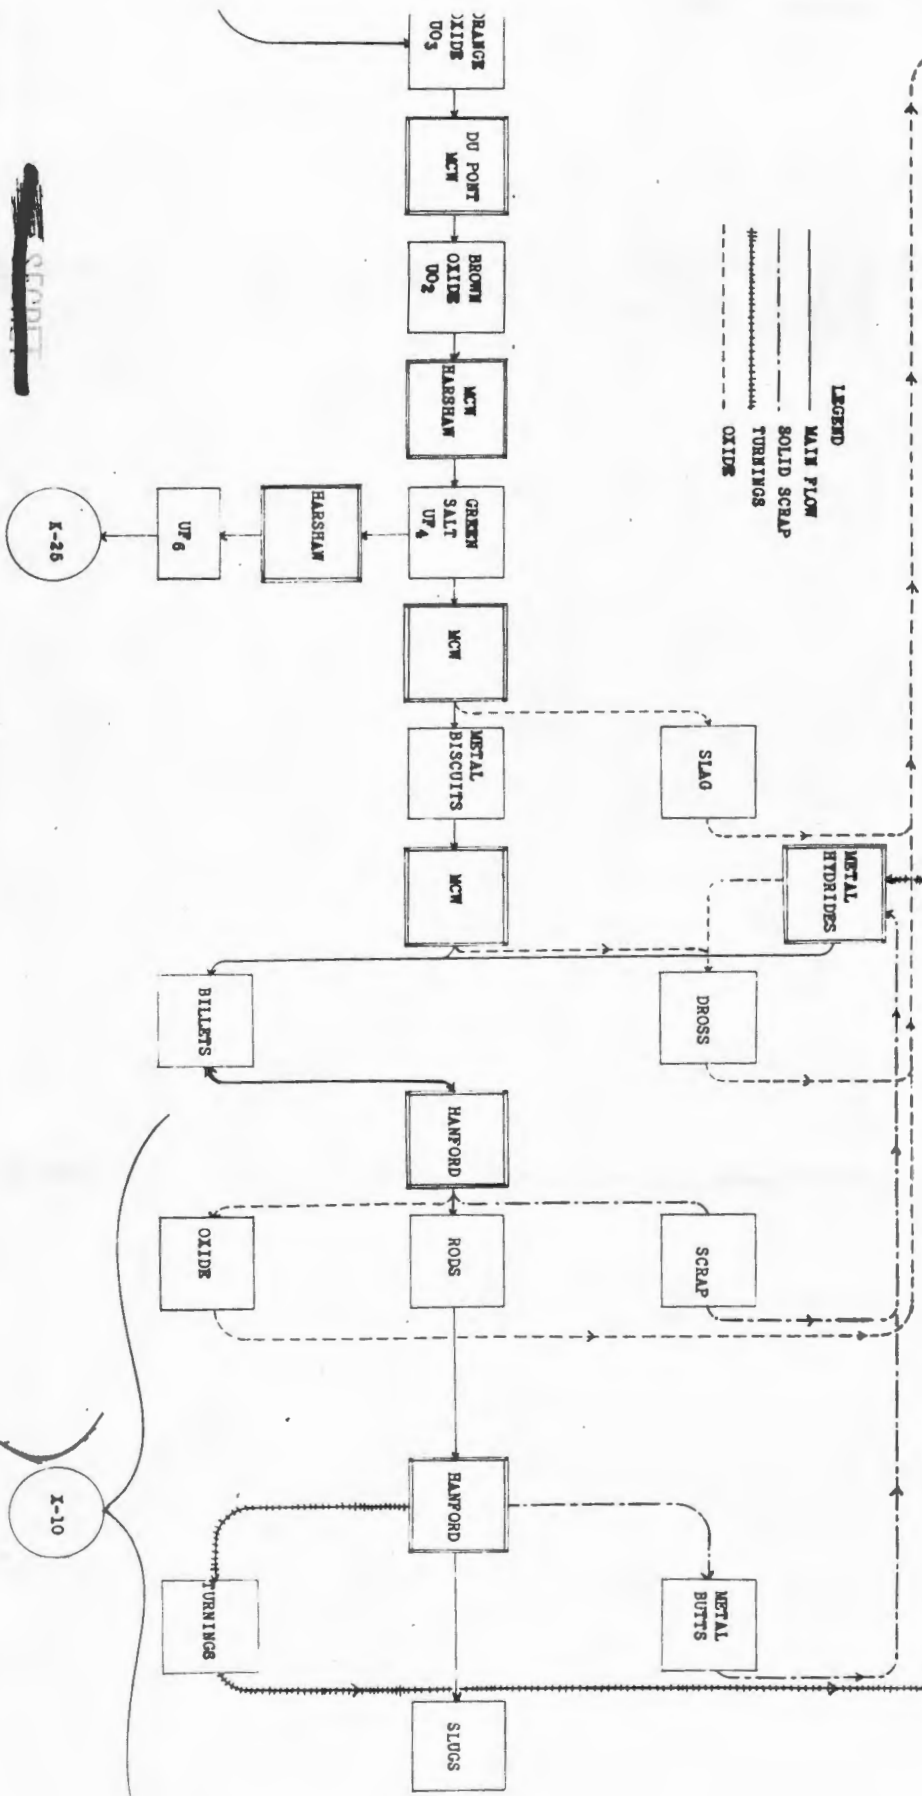 ORANGE
OXIDE
UO3
DU PONT
MCW
BROWN
OXIDE
UO2
MCW
HARSHAW
GREEN
SALT
UF4
HARSHAW
UF6
K-25
MCW
METAL
BISCUITS
MCW
SLAG
METAL
HYDRIDES
DROSS
BILLETS
HANFORD
OXIDE
RODS
SCRAP
HANFORD
X-10
TURNINGS
METAL
BUTTS
SLUGS
LEGEND
MAIN FLOW
SOLID SCRAP
TURNINGS
OXIDE
SECRET